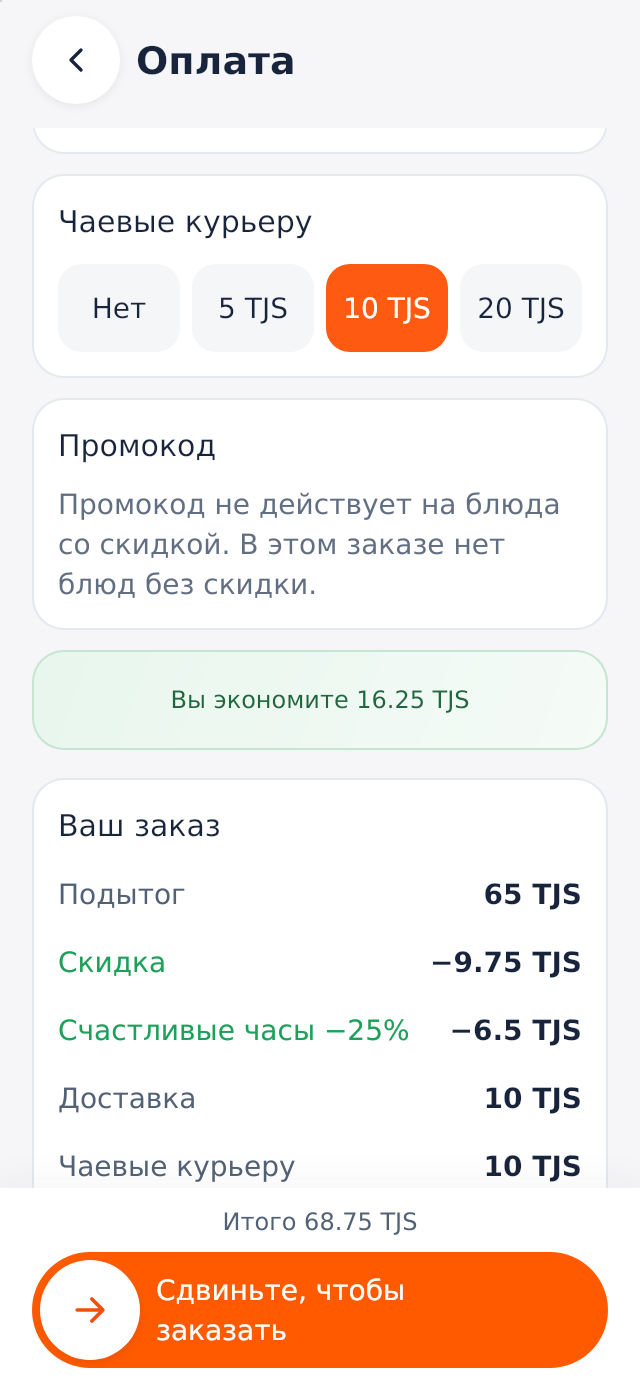 Оплата
Чаевые курьеру
Нет
5 TJS
10 TJS
20 TJS
Промокод
Промокод не действует на блюда
со скидкой. В этом заказе нет
блюд без скидки.
Вы экономите 16.25 TJS
Ваш заказ
Подытог 65 TJS
Скидка −9.75 TJS
Счастливые часы −25% −6.5 TJS
Доставка 10 TJS
Чаевые курьеру 10 TJS
Итого 68.75 TJS
Сдвиньте, чтобы
заказать